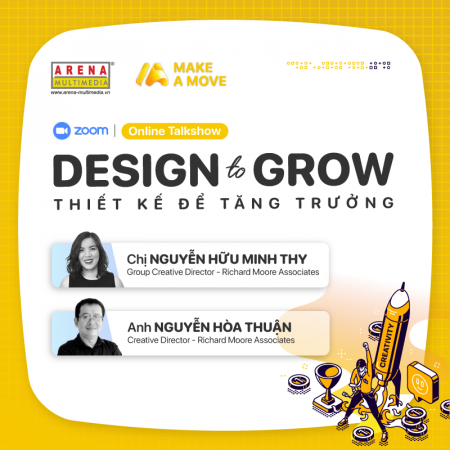 ARENA
MULTIMEDIA
www.arena-multimedia.vn
MAKE
A MOVE
zoom | Online Talkshow
DESIGN to GROW
THIẾT KẾ ĐỂ TĂNG TRƯỞNG
Chị NGUYỄN HỮU MINH THY
Group Creative Director - Richard Moore Associates
Anh NGUYỄN HÒA THUẬN
Creative Director - Richard Moore Associates
CREATIVITY